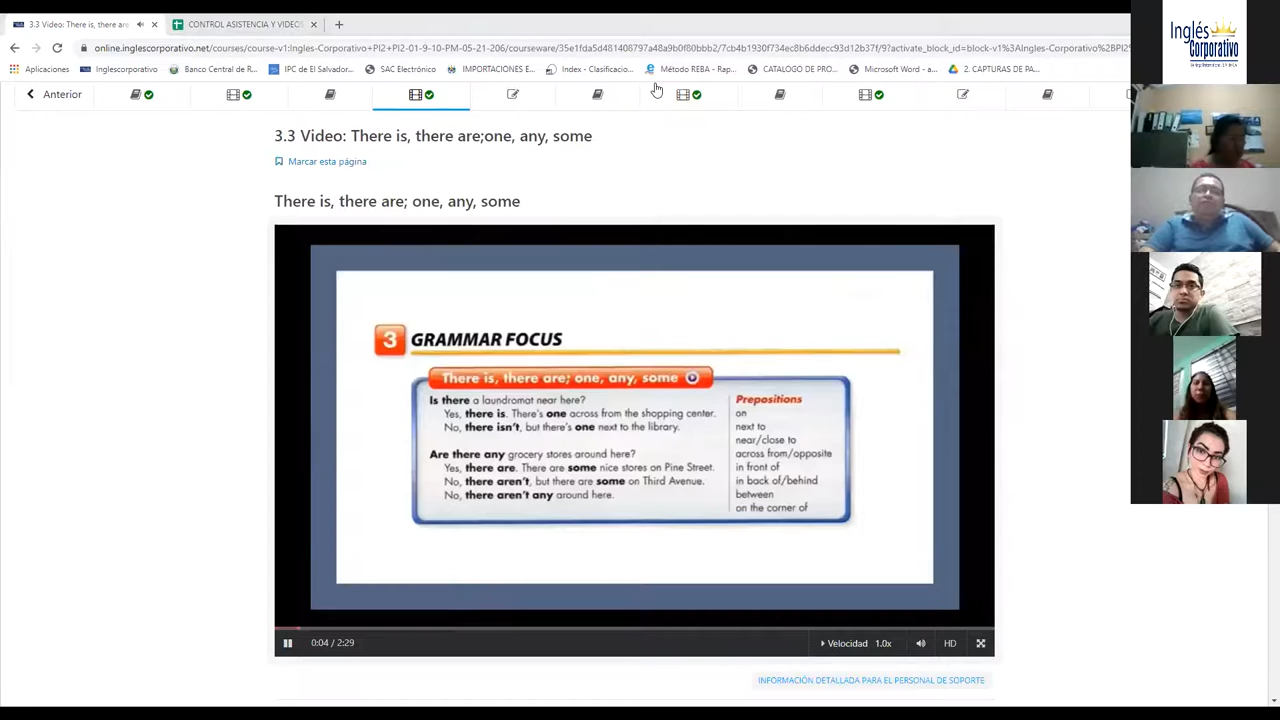 3.3 Video: There is, there are
CONTROL ASISTENCIA Y VIDEOS
online.inglescorporativo.net/courses/course-v1:Ingles-Corporativo+PI2+PI2-01-9-10-PM-05-21-206/courseware/
Aplicaciones
Inglescorporativo
Banco Central de R...
IPC de El Salvador...
SAC Electrónico
Index - Clasificacio...
Método REBA - Rap...
CATALOGO DE PRO...
Microsoft Word - a...
2. CAPTURAS DE PA...
Inglés
Corporativo
Anterior
3.3 Video: There is, there are;one, any, some
Marcar esta página
There is, there are; one, any, some
3 GRAMMAR FOCUS
There is, there are; one, any, some
Is there a laundromat near here?
Yes, there is. There's one across from the shopping center.
No, there isn't, but there's one next to the library.
Are there any grocery stores around here?
Yes, there are. There are some nice stores on Pine Street.
No, there aren't, but there are some on Third Avenue.
No, there aren't any around here.
Prepositions
on
next to
near/close to
across from/opposite
in front of
in back of/behind
between
on the corner of
0:04 / 2:29
Velocidad 1.0x
HD
INFORMACIÓN DETALLADA PARA EL PERSONAL DE SOPORTE